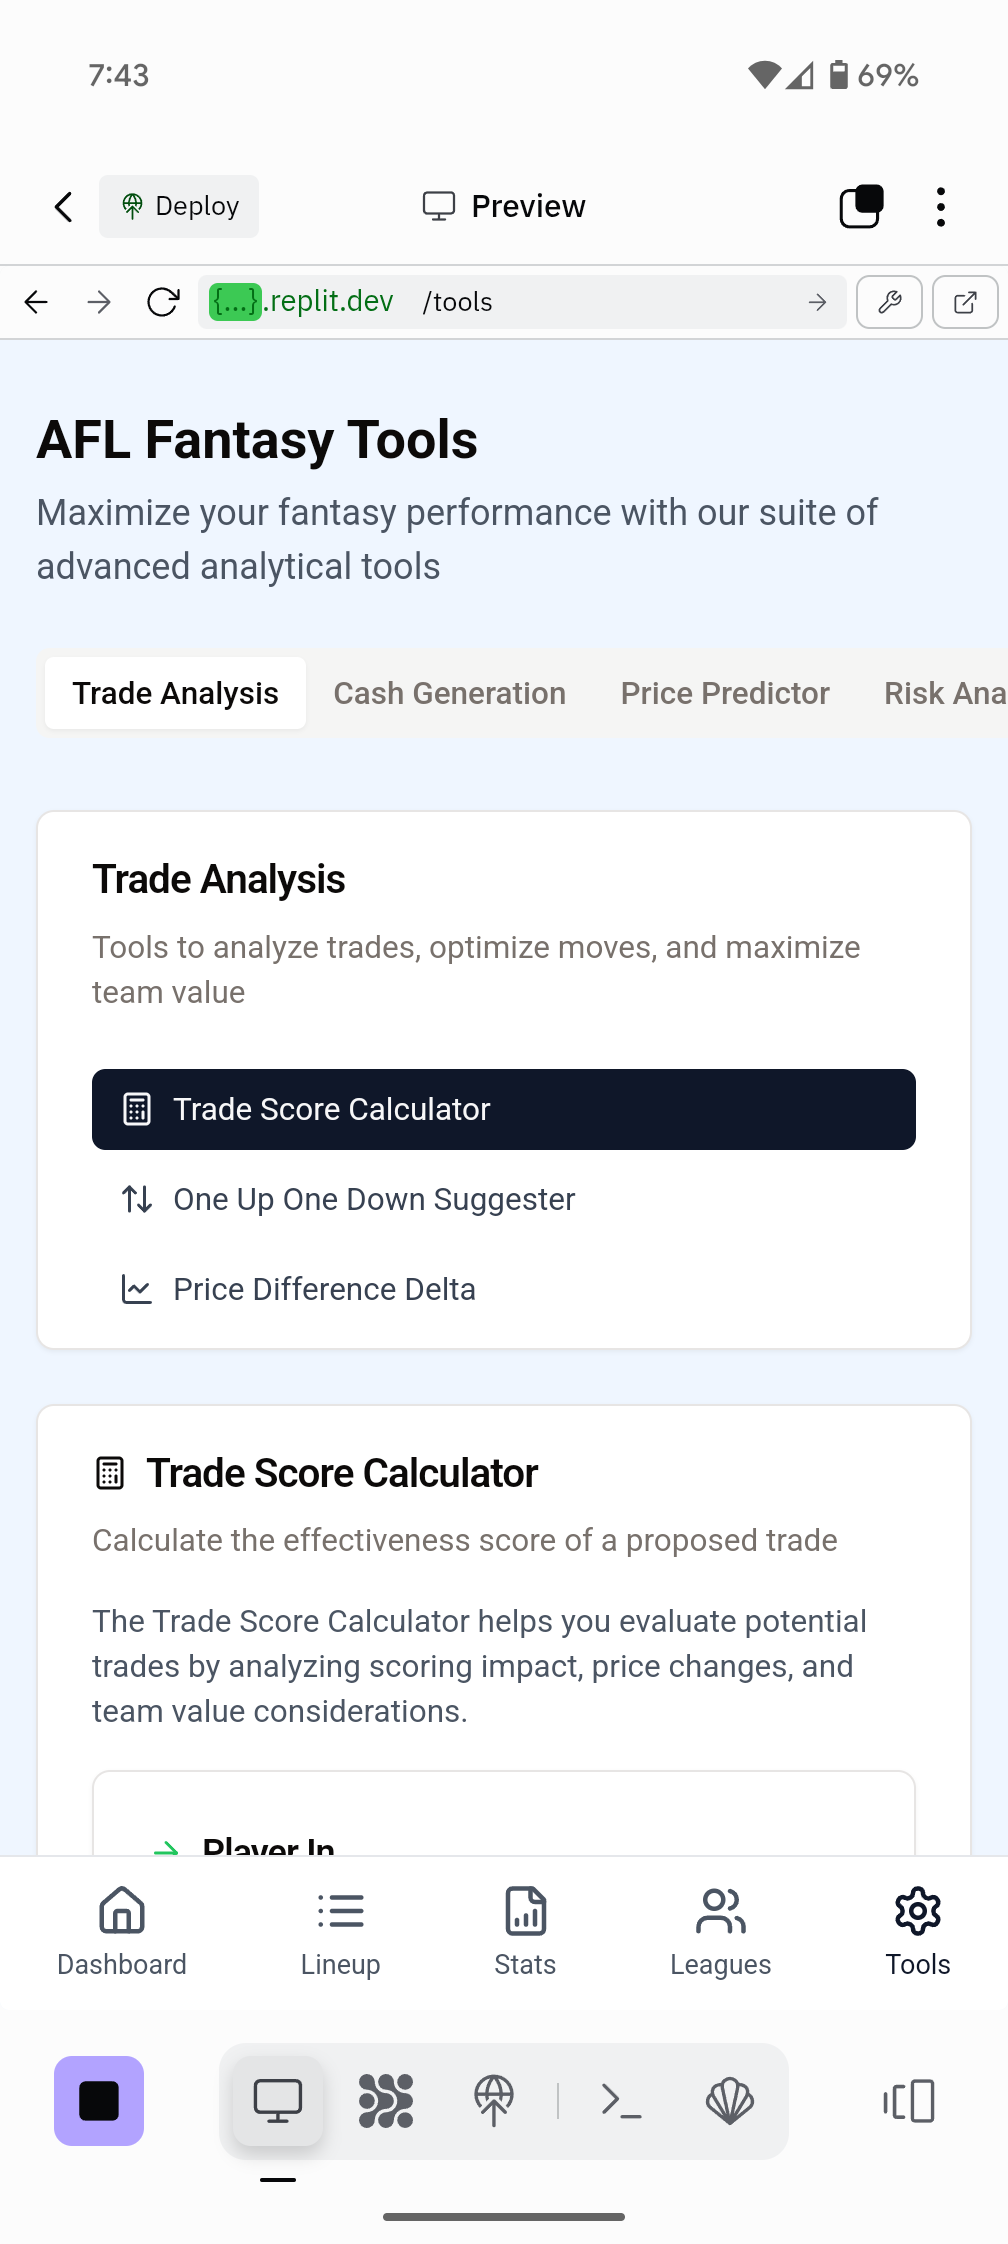 7:43
69%
Deploy
Preview
{...}.replit.dev /tools
AFL Fantasy Tools
Maximize your fantasy performance with our suite of
advanced analytical tools
Trade Analysis Cash Generation Price Predictor Risk Ana
Trade Analysis
Tools to analyze trades, optimize moves, and maximize
team value
Trade Score Calculator
One Up One Down Suggester
Price Difference Delta
Trade Score Calculator
Calculate the effectiveness score of a proposed trade
The Trade Score Calculator helps you evaluate potential
trades by analyzing scoring impact, price changes, and
team value considerations.
Player In
Dashboard Lineup Stats Leagues Tools